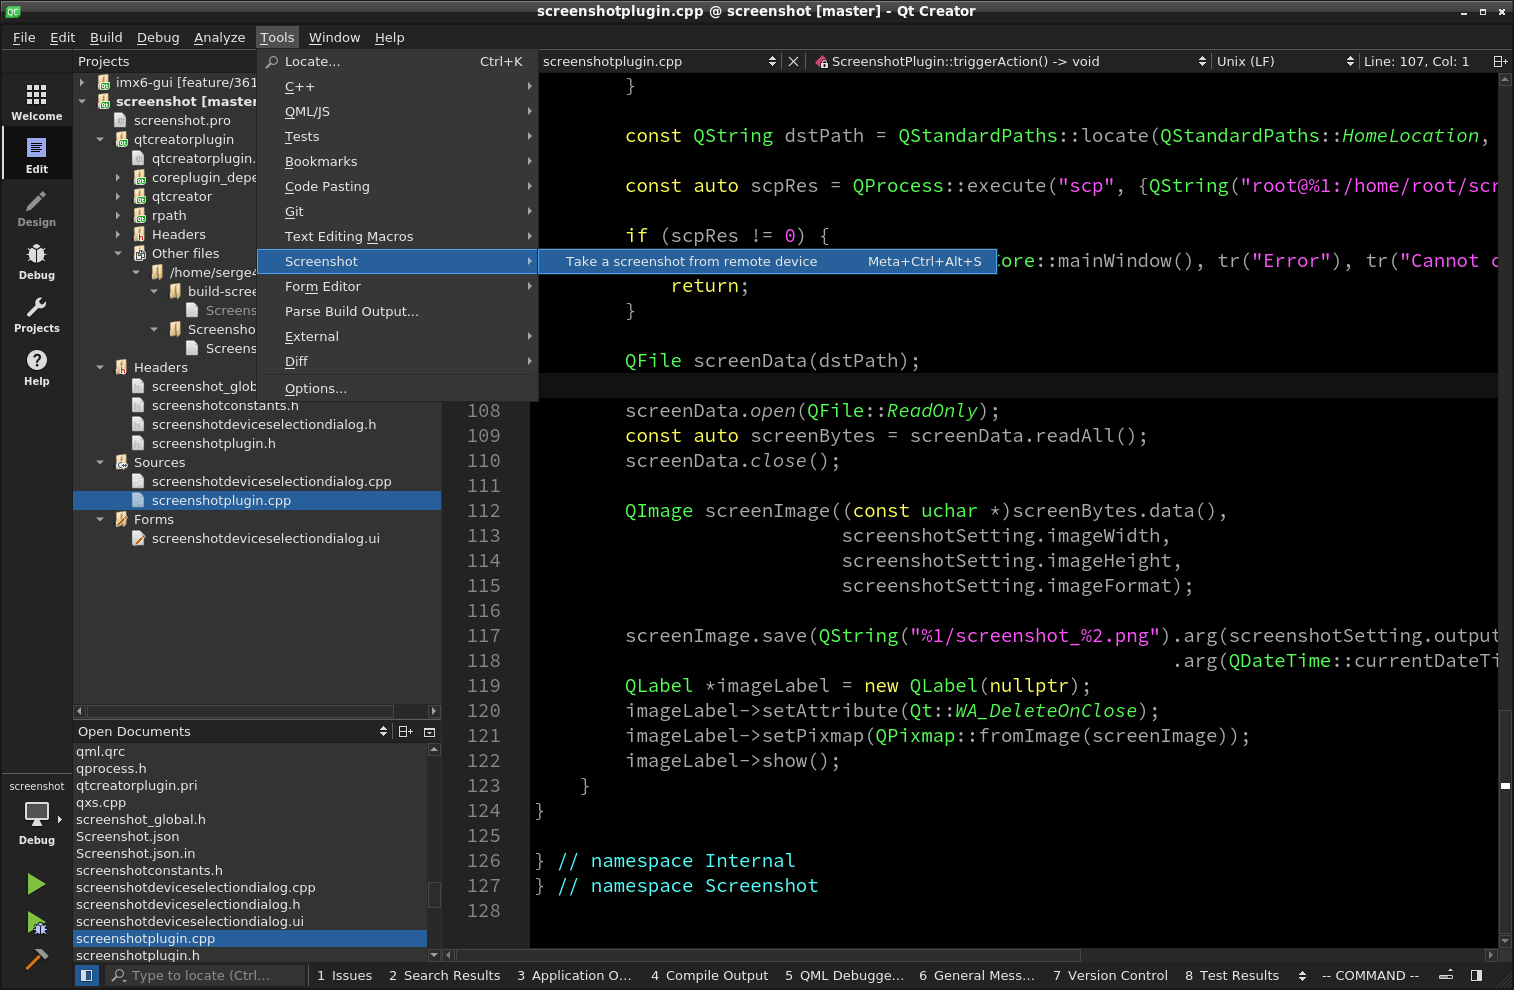 screenshotplugin.cpp @ screenshot [master] - Qt Creator
File Edit Build Debug Analyze Tools Window Help
Projects
screenshotplugin.cpp
ScreenshotPlugin::triggerAction() -> void
Unix (LF)
Line: 107, Col: 1
Welcome
Edit
Design
Debug
Projects
Help
screenshot
Debug
imx6-gui [feature/361
screenshot [master
screenshot.pro
qtcreatorplugin
qtcreatorplugin.
coreplugin_depe
qtcreator
rpath
Headers
Other files
/home/serge4
build-scree
Screens
Screensho
Screens
Headers
screenshot_glob
screenshotconstants.h
screenshotdeviceselectiondialog.h
screenshotplugin.h
Sources
screenshotdeviceselectiondialog.cpp
screenshotplugin.cpp
Forms
screenshotdeviceselectiondialog.ui
Locate... Ctrl+K
C++
QML/JS
Tests
Bookmarks
Code Pasting
Git
Text Editing Macros
Screenshot
Form Editor
Parse Build Output...
External
Diff
Options...
Take a screenshot from remote device Meta+Ctrl+Alt+S
}
const QString dstPath = QStandardPaths::locate(QStandardPaths::HomeLocation,
const auto scpRes = QProcess::execute("scp", {QString("root@%1:/home/root/scr
if (scpRes != 0) {
ore::mainWindow(), tr("Error"), tr("Cannot c
return;
}
QFile screenData(dstPath);
108 screenData.open(QFile::ReadOnly);
109 const auto screenBytes = screenData.readAll();
110 screenData.close();
111
112 QImage screenImage((const uchar *)screenBytes.data(),
113 screenshotSetting.imageWidth,
114 screenshotSetting.imageHeight,
115 screenshotSetting.imageFormat);
116
117 screenImage.save(QString("%1/screenshot_%2.png").arg(screenshotSetting.output
118 .arg(QDateTime::currentDateTi
119 QLabel *imageLabel = new QLabel(nullptr);
120 imageLabel->setAttribute(Qt::WA_DeleteOnClose);
121 imageLabel->setPixmap(QPixmap::fromImage(screenImage));
122 imageLabel->show();
123 }
124 }
125
126 } // namespace Internal
127 } // namespace Screenshot
128
Open Documents
qml.qrc
qprocess.h
qtcreatorplugin.pri
qxs.cpp
screenshot_global.h
Screenshot.json
Screenshot.json.in
screenshotconstants.h
screenshotdeviceselectiondialog.cpp
screenshotdeviceselectiondialog.h
screenshotdeviceselectiondialog.ui
screenshotplugin.cpp
screenshotplugin.h
Type to locate (Ctrl...
1 Issues 2 Search Results 3 Application O... 4 Compile Output 5 QML Debugge... 6 General Mess... 7 Version Control 8 Test Results -- COMMAND --